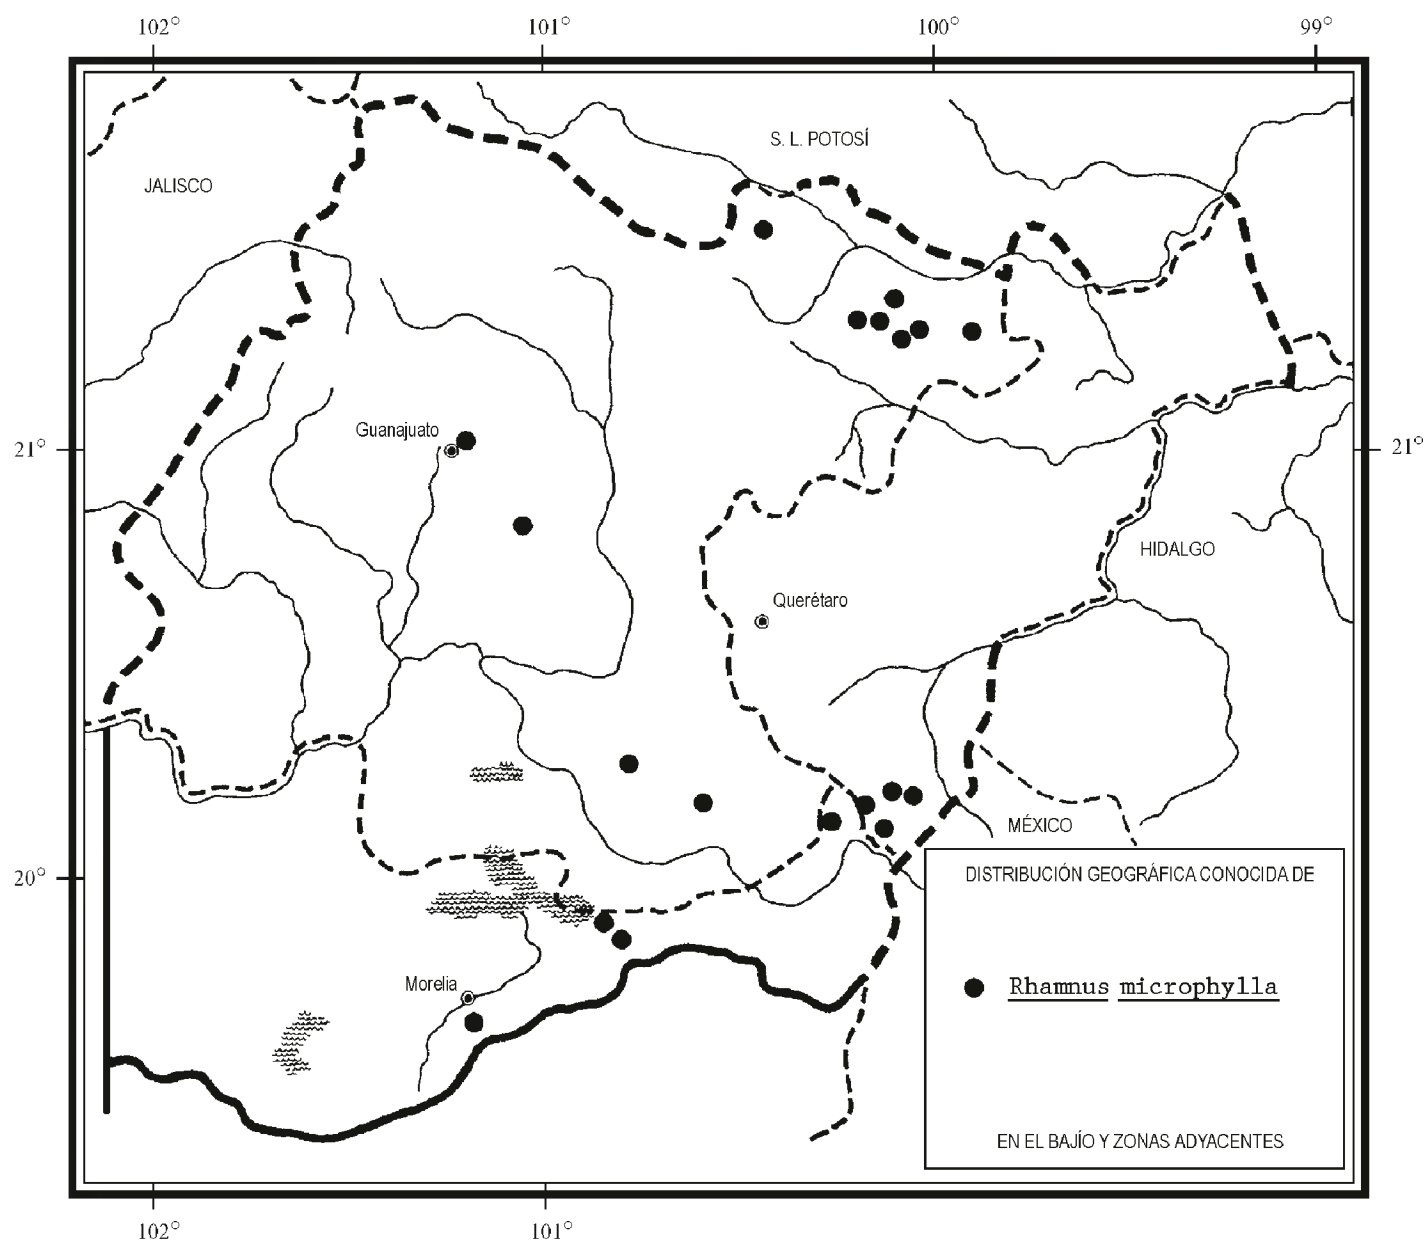 102° 101° 100° 99°
S. L. POTOSÍ
JALISCO
Guanajuato
21° 21°
HIDALGO
Querétaro
MÉXICO
20°
DISTRIBUCIÓN GEOGRÁFICA CONOCIDA DE
Morelia
Rhamnus microphylla
EN EL BAJÍO Y ZONAS ADYACENTES
102° 101°